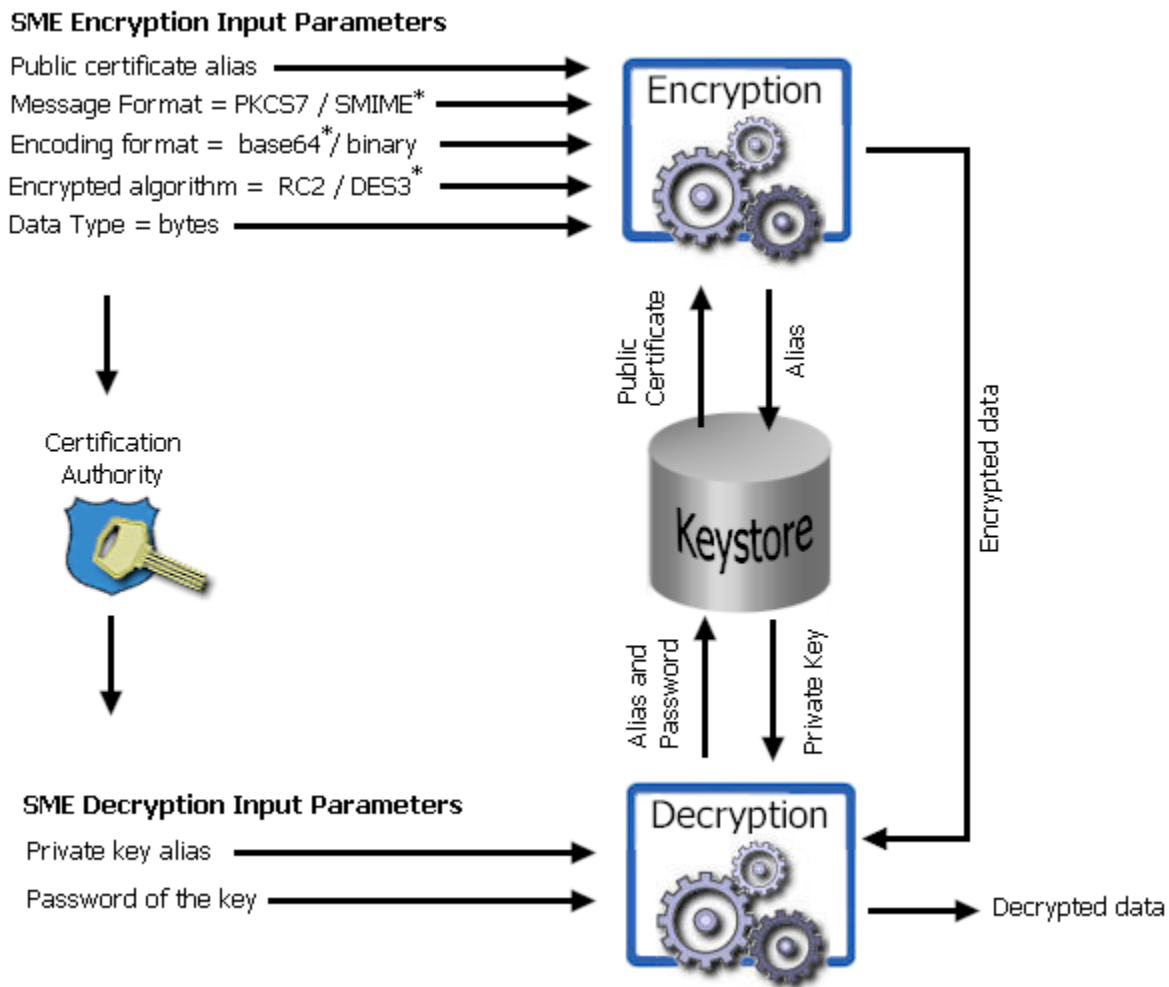 SME Encryption Input Parameters
Public certificate alias
Message Format = PKCS7 / SMIME*
Encoding format = base64*/ binary
Encrypted algorithm = RC2 / DES3*
Data Type = bytes
Encryption
Public
Certificate
Alias
Encrypted data
Certification
Authority
Keystore
Alias and
Password
Private Key
SME Decryption Input Parameters
Private key alias
Password of the key
Decryption
Decrypted data